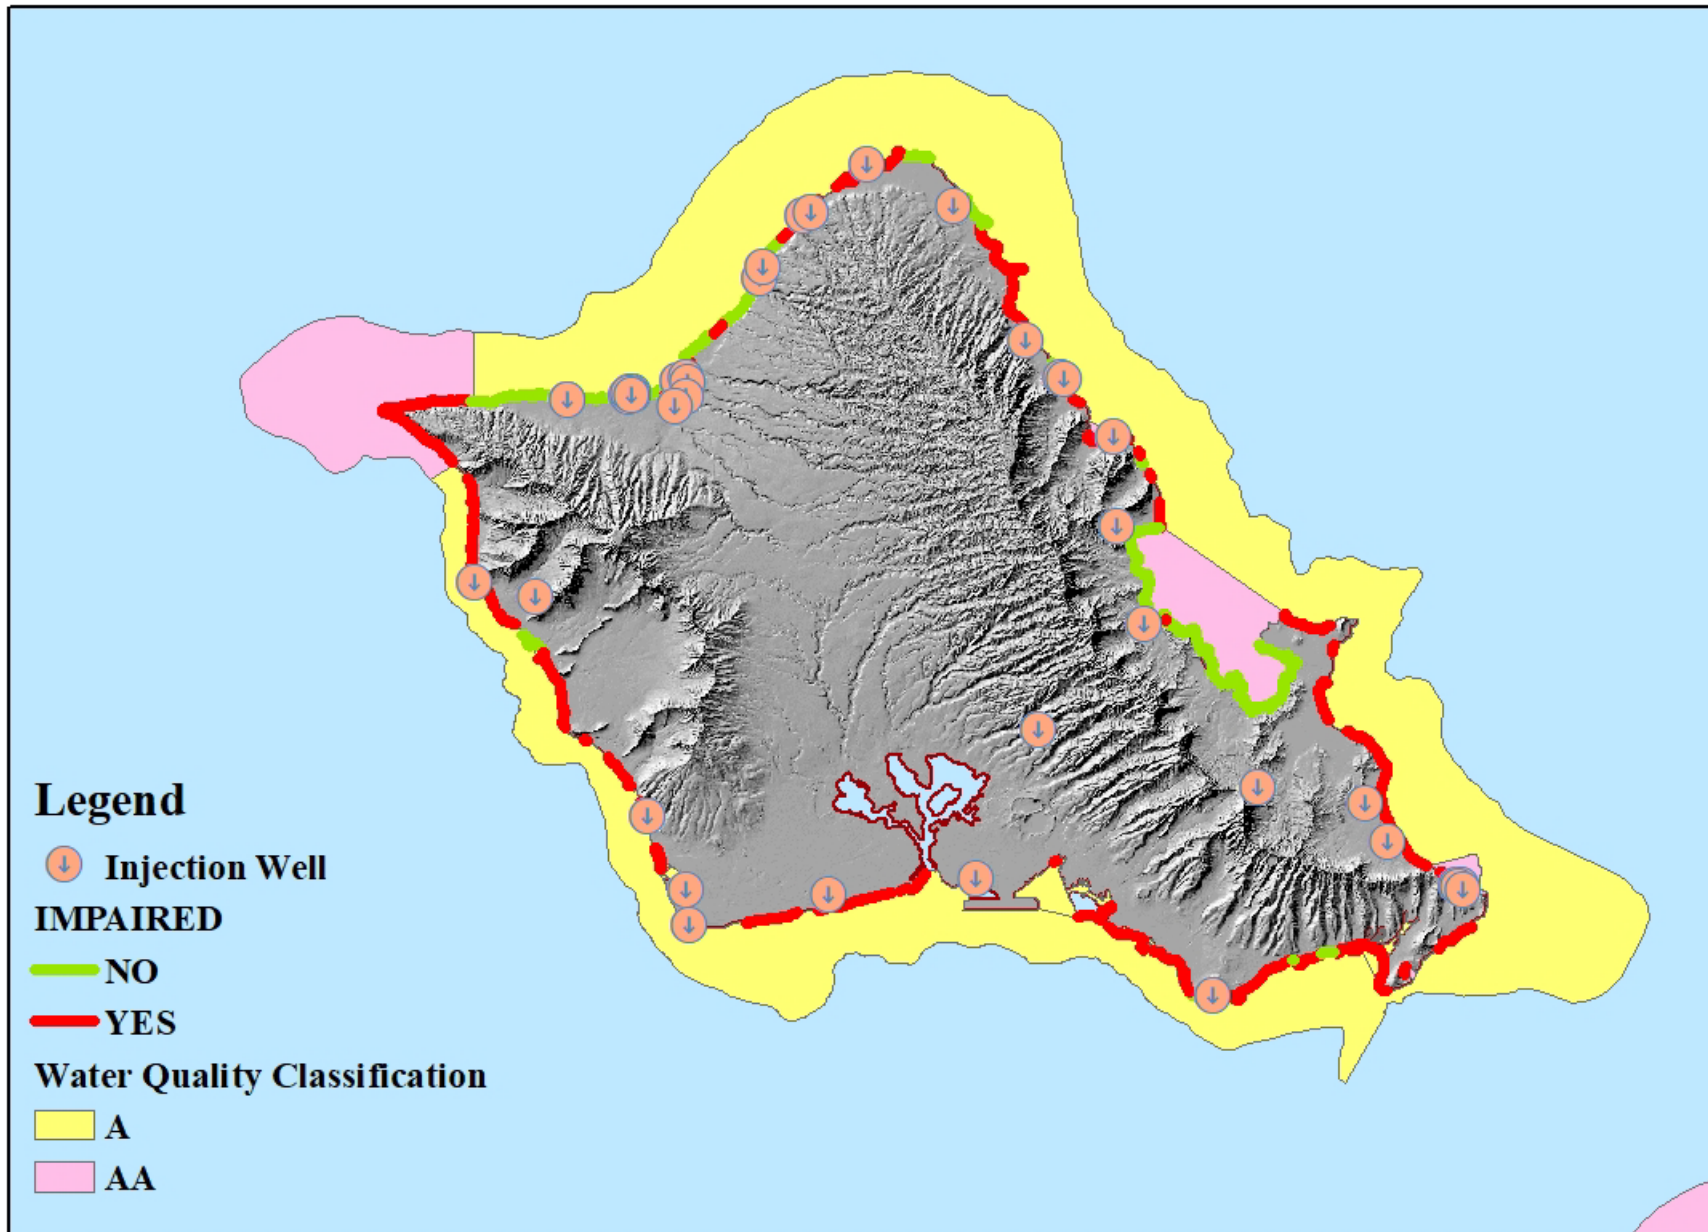 Legend
Injection Well
IMPAIRED
NO
YES
Water Quality Classification
A
AA